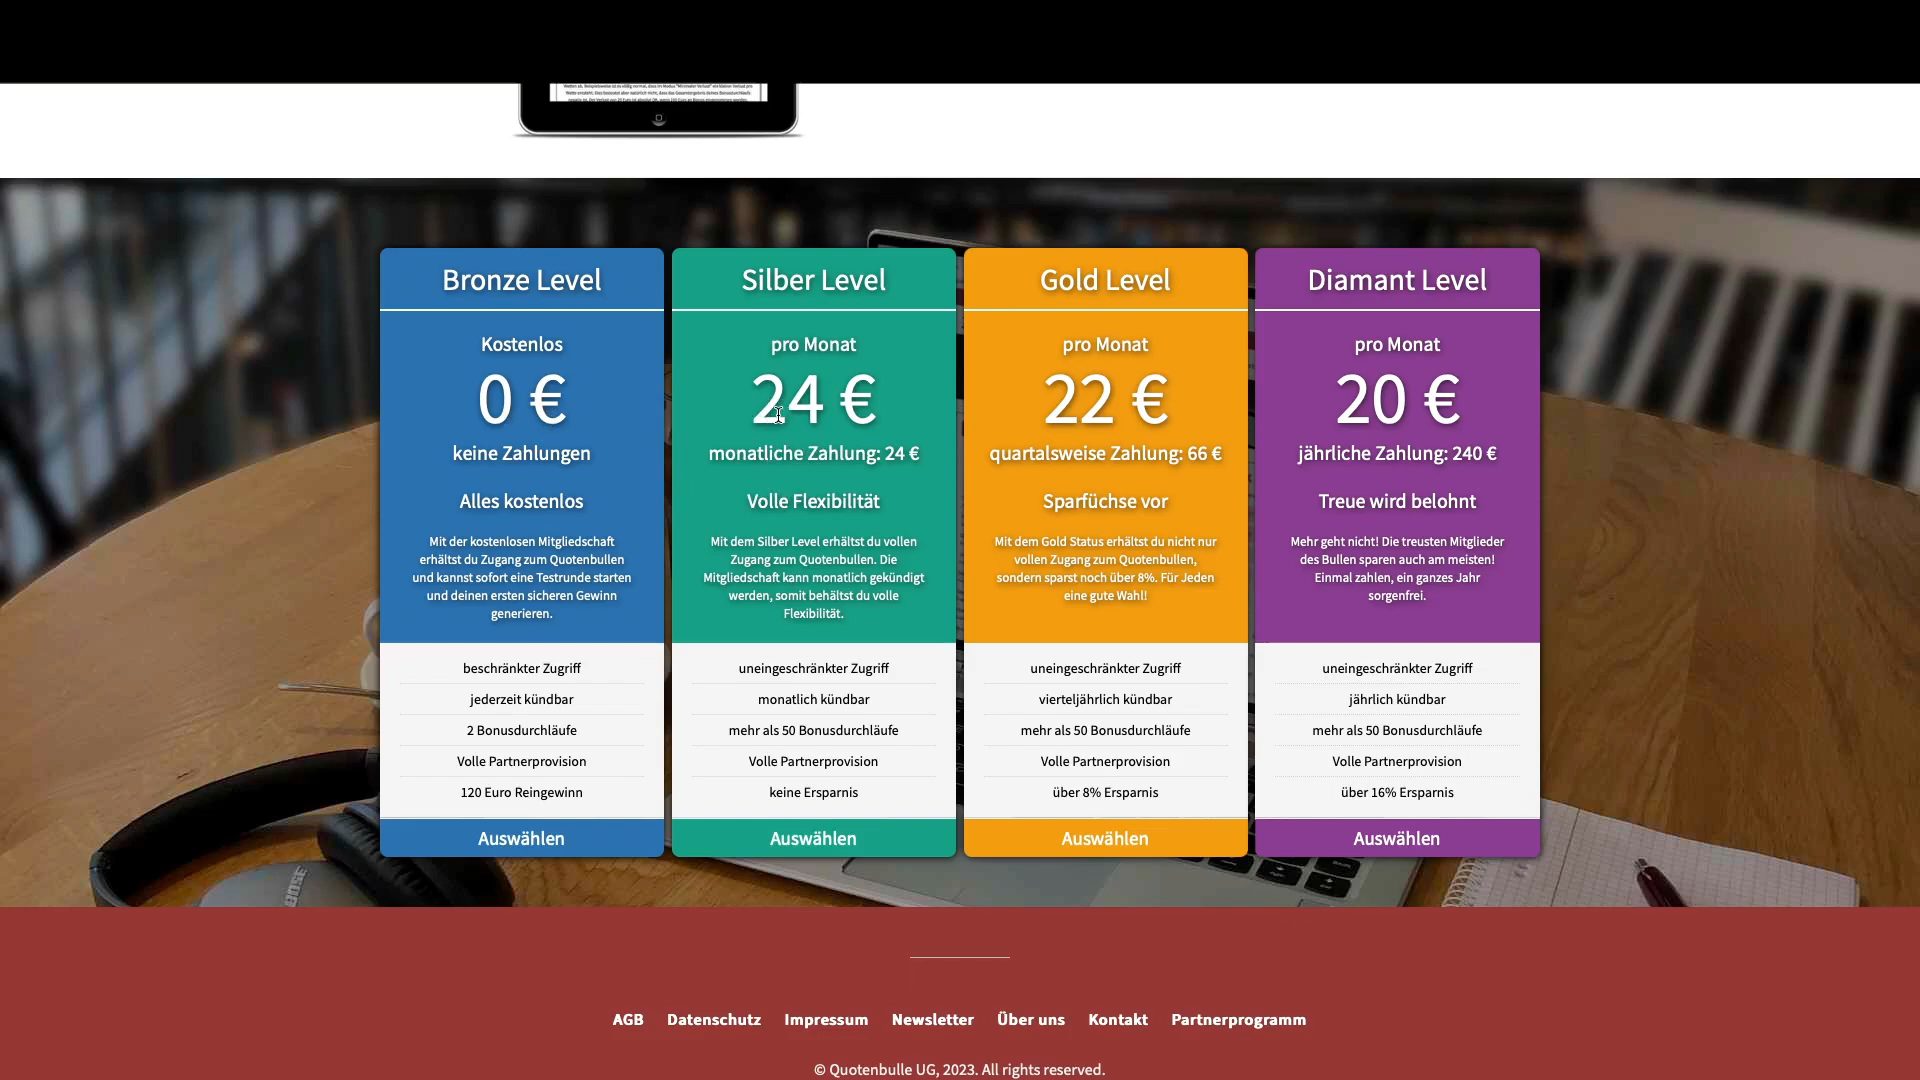 Bronze Level
Kostenlos
0 €
keine Zahlungen
Alles kostenlos
Mit der kostenlosen Mitgliedschaft
erhältst du Zugang zum Quotenbullen
und kannst sofort eine Testrunde starten
und deinen ersten sicheren Gewinn
generieren.
beschränkter Zugriff
jederzeit kündbar
2 Bonusdurchläufe
Volle Partnerprovision
120 Euro Reingewinn
Auswählen
Silber Level
pro Monat
24 €
monatliche Zahlung: 24 €
Volle Flexibilität
Mit dem Silber Level erhältst du vollen
Zugang zum Quotenbullen. Die
Mitgliedschaft kann monatlich gekündigt
werden, somit behältst du volle
Flexibilität.
uneingeschränkter Zugriff
monatlich kündbar
mehr als 50 Bonusdurchläufe
Volle Partnerprovision
keine Ersparnis
Auswählen
Gold Level
pro Monat
22 €
quartalsweise Zahlung: 66 €
Sparfüchse vor
Mit dem Gold Status erhältst du nicht nur
vollen Zugang zum Quotenbullen,
sondern sparst noch über 8%. Für Jeden
eine gute Wahl!
uneingeschränkter Zugriff
vierteljährlich kündbar
mehr als 50 Bonusdurchläufe
Volle Partnerprovision
über 8% Ersparnis
Auswählen
Diamant Level
pro Monat
20 €
jährliche Zahlung: 240 €
Treue wird belohnt
Mehr geht nicht! Die treusten Mitglieder
des Bullen sparen auch am meisten!
Einmal zahlen, ein ganzes Jahr
sorgenfrei.
uneingeschränkter Zugriff
jährlich kündbar
mehr als 50 Bonusdurchläufe
Volle Partnerprovision
über 16% Ersparnis
Auswählen
BOSE
AGB Datenschutz Impressum Newsletter Über uns Kontakt Partnerprogramm
© Quotenbulle UG, 2023. All rights reserved.